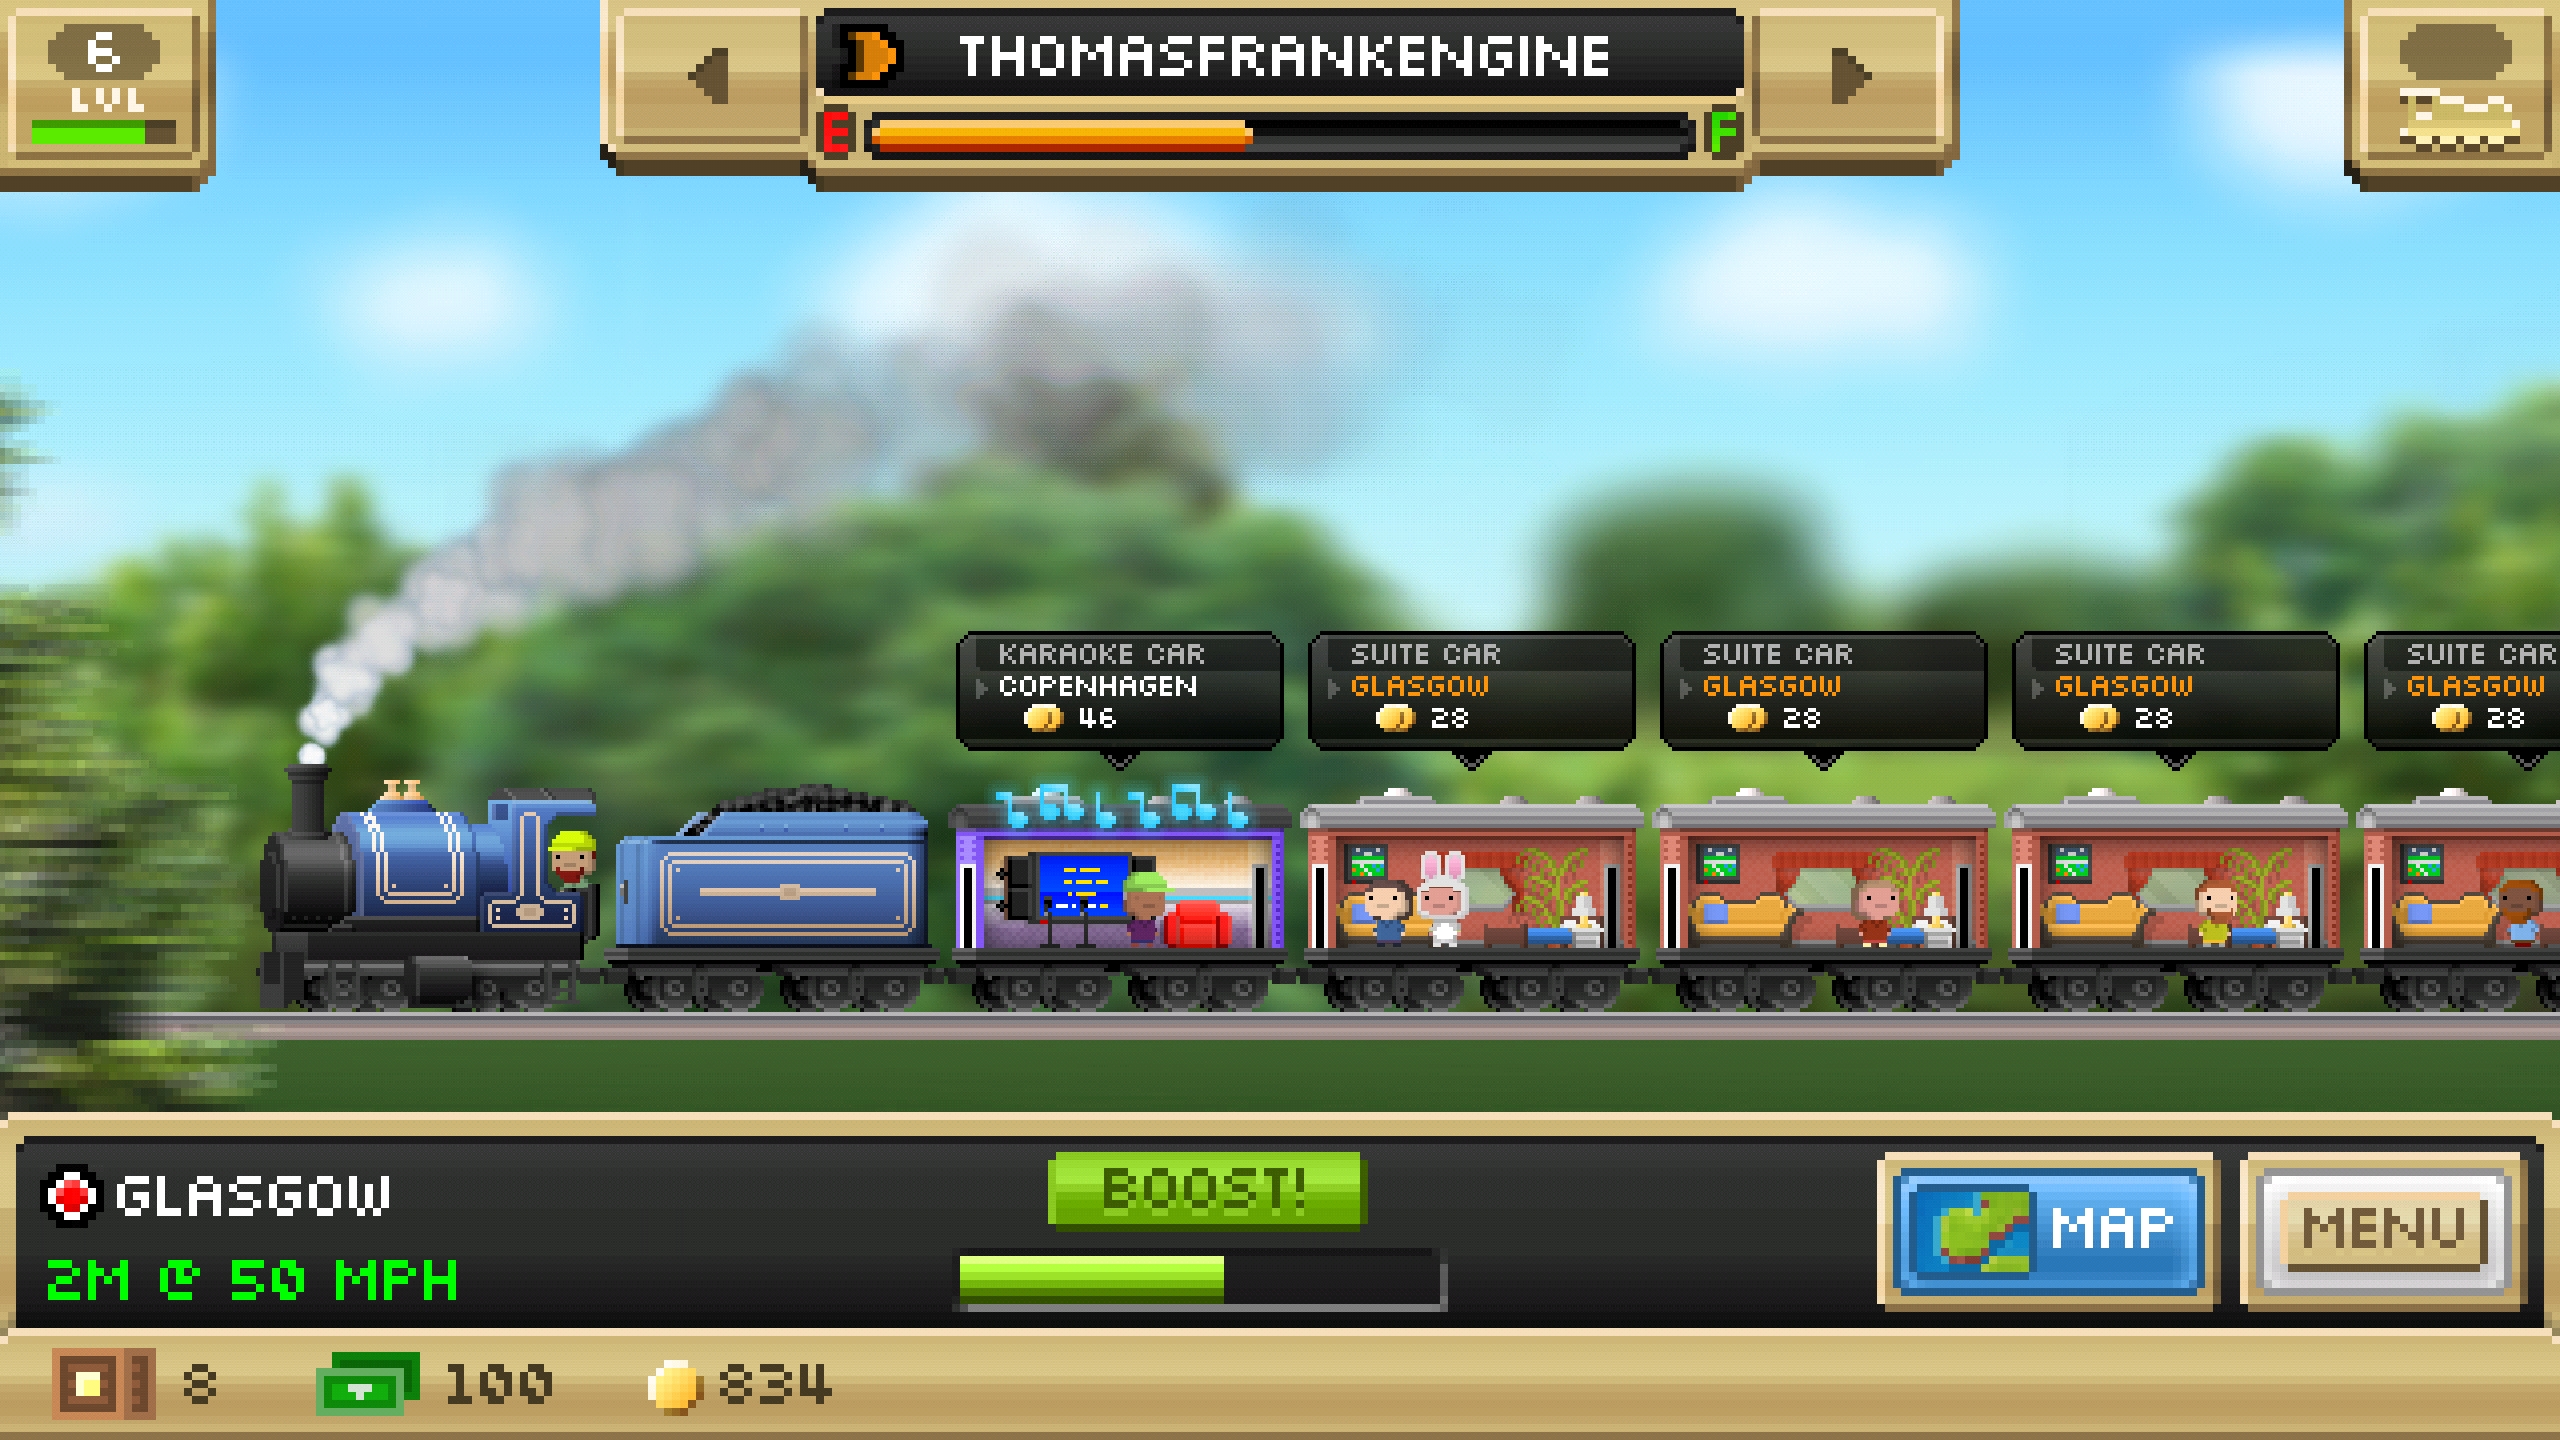 6
LVL
THOMASFRANKENGINE
E F
KARAOKE CAR
COPENHAGEN
46
SUITE CAR
GLASGOW
28
SUITE CAR
GLASGOW
28
SUITE CAR
GLASGOW
28
SUITE CAR
GLASGOW
28
GLASGOW
2M @ 50 MPH
BOOST!
MAP
MENU
8
100
834